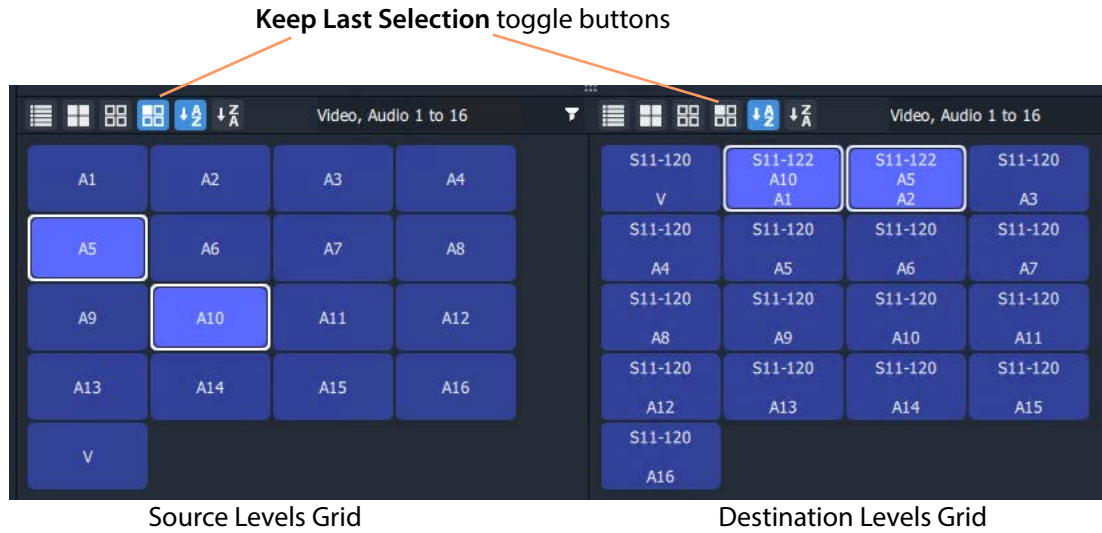 Keep Last Selection toggle buttons
Video, Audio 1 to 16
Video, Audio 1 to 16
A1 A2 A3 A4
A5 A6 A7 A8
A9 A10 A11 A12
A13 A14 A15 A16
V
S11-120 S11-122 S11-122 S11-120
A10 A5
V A1 A2 A3
S11-120 S11-120 S11-120 S11-120
A4 A5 A6 A7
S11-120 S11-120 S11-120 S11-120
A8 A9 A10 A11
S11-120 S11-120 S11-120 S11-120
A12 A13 A14 A15
S11-120
A16
Source Levels Grid
Destination Levels Grid